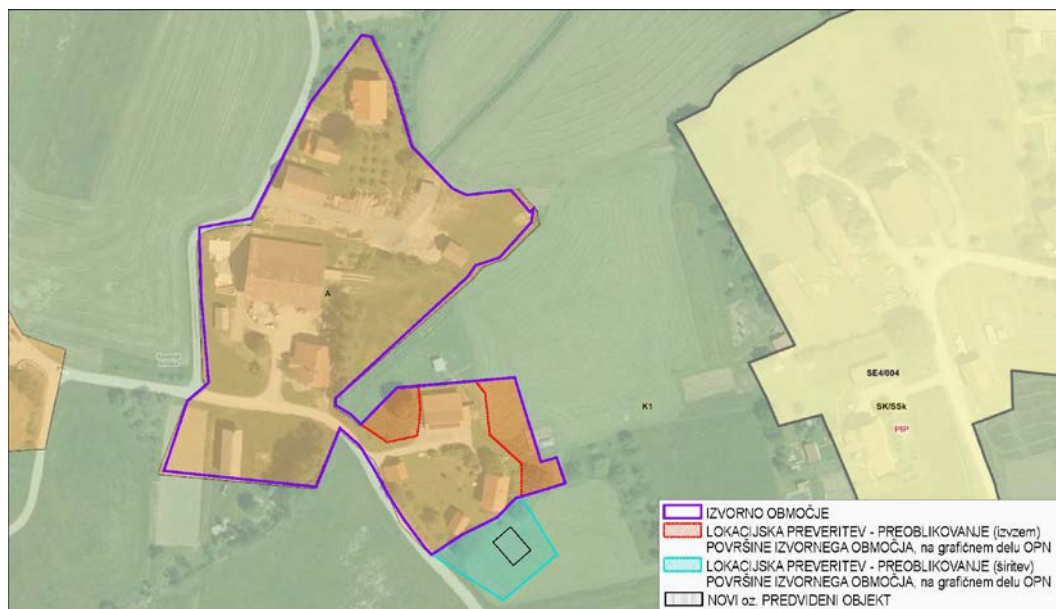 A
SE4/004
K1
SK/SSk
PIP
IZVORNO OBMOČJE
LOKACIJSKA PREVERITEV - PREOBLIKOVANJE (izvzem)
POVRŠINE IZVORNEGA OBMOČJA, na grafičnem delu OPN
LOKACIJSKA PREVERITEV - PREOBLIKOVANJE (širitev)
POVRŠINE IZVORNEGA OBMOČJA, na grafičnem delu OPN
NOVI oz. PREDVIDENI OBJEKT